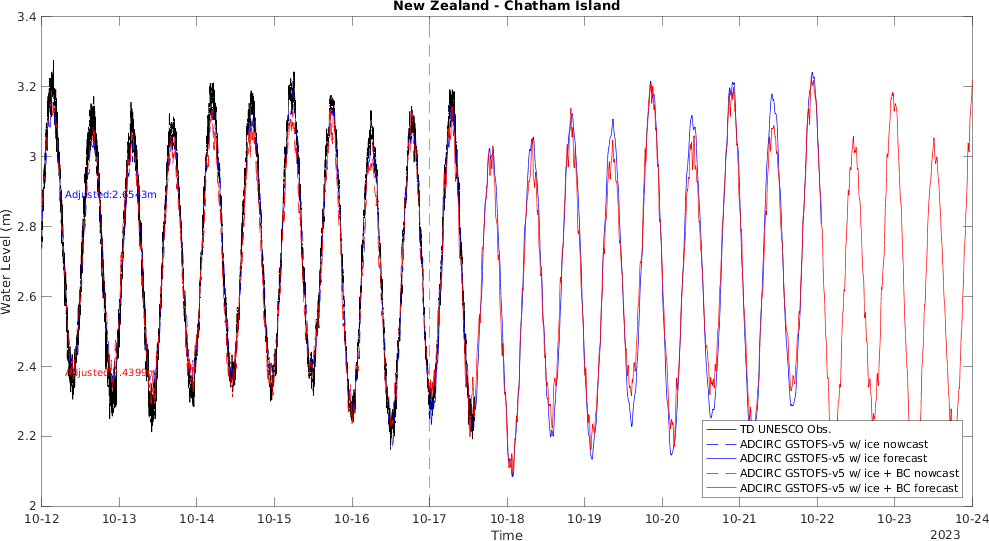 New Zealand - Chatham Island
3.4
3.2
3
2.8
2.6
2.4
2.2
2
Water Level (m)
Adjusted:2.6543m
TD UNESCO Obs.
ADCIRC GSTOFS-v5 w/ ice nowcast
ADCIRC GSTOFS-v5 w/ ice forecast
ADCIRC GSTOFS-v5 w/ ice + BC nowcast
ADCIRC GSTOFS-v5 w/ ice + BC forecast
10-12 10-13 10-14 10-15 10-16 10-17 10-18 10-19 10-20 10-21 10-22 10-23 10-24
Time
2023